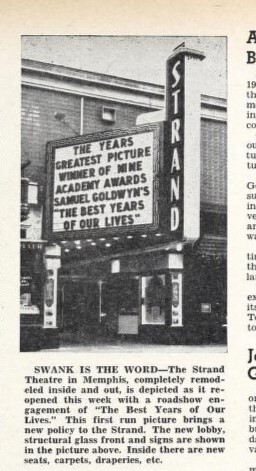 STRAND
THE YEARS
GREATEST PICTURE
WINNER OF NINE
ACADEMY AWARDS
SAMUEL GOLDWYN'S
"THE BEST YEARS
OF OUR LIVES"
SWANK IS THE WORD—The Strand
Theatre in Memphis, completely remod-
eled inside and out, is depicted as it re-
opened this week with a roadshow en-
gagement of "The Best Years of Our
Lives." This first run picture brings a
new policy to the Strand. The new lobby,
structural glass front and signs are shown
in the picture above. Inside there are new
seats, carpets, draperies, etc.